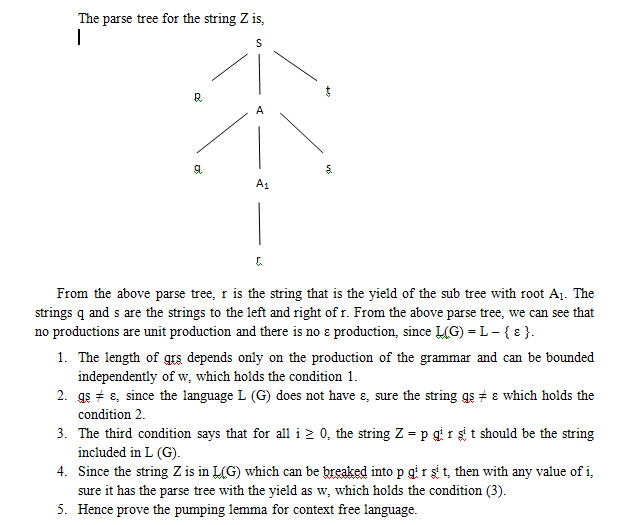 The parse tree for the string Z is,
S
p t
A
q s
A1
r
From the above parse tree, r is the string that is the yield of the sub tree with root A1. The
strings q and s are the strings to the left and right of r. From the above parse tree, we can see that
no productions are unit production and there is no ε production, since L(G) = L – { ε }.
1. The length of qrs depends only on the production of the grammar and can be bounded
independently of w, which holds the condition 1.
2. qs ≠ ε, since the language L (G) does not have ε, sure the string qs ≠ ε which holds the
condition 2.
3. The third condition says that for all i ≥ 0, the string Z = p qⁱ r sⁱ t should be the string
included in L (G).
4. Since the string Z is in L(G) which can be breaked into p qⁱ r sⁱ t, then with any value of i,
sure it has the parse tree with the yield as w, which holds the condition (3).
5. Hence prove the pumping lemma for context free language.